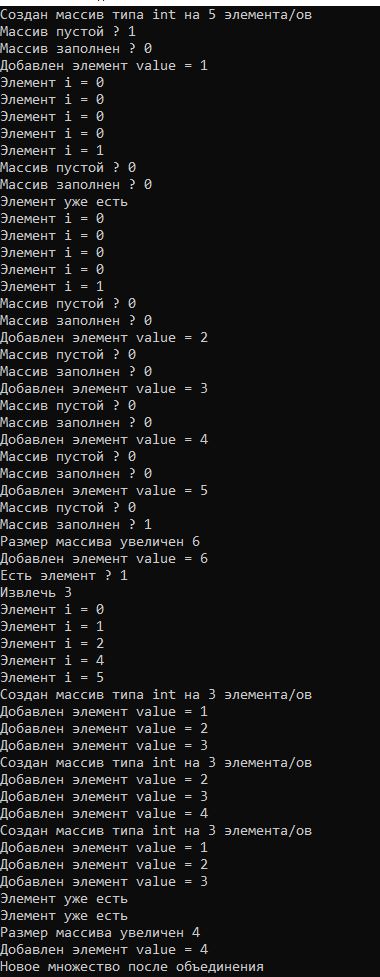 Создан массив типа int на 5 элемента/ов
Массив пустой ? 1
Массив заполнен ? 0
Добавлен элемент value = 1
Элемент i = 0
Элемент i = 0
Элемент i = 0
Элемент i = 0
Элемент i = 1
Массив пустой ? 0
Массив заполнен ? 0
Элемент уже есть
Элемент i = 0
Элемент i = 0
Элемент i = 0
Элемент i = 0
Элемент i = 1
Массив пустой ? 0
Массив заполнен ? 0
Добавлен элемент value = 2
Массив пустой ? 0
Массив заполнен ? 0
Добавлен элемент value = 3
Массив пустой ? 0
Массив заполнен ? 0
Добавлен элемент value = 4
Массив пустой ? 0
Массив заполнен ? 0
Добавлен элемент value = 5
Массив пустой ? 0
Массив заполнен ? 1
Размер массива увеличен 6
Добавлен элемент value = 6
Есть элемент ? 1
Извлечь 3
Элемент i = 0
Элемент i = 1
Элемент i = 2
Элемент i = 4
Элемент i = 5
Создан массив типа int на 3 элемента/ов
Добавлен элемент value = 1
Добавлен элемент value = 2
Добавлен элемент value = 3
Создан массив типа int на 3 элемента/ов
Добавлен элемент value = 2
Добавлен элемент value = 3
Добавлен элемент value = 4
Создан массив типа int на 3 элемента/ов
Добавлен элемент value = 1
Добавлен элемент value = 2
Добавлен элемент value = 3
Элемент уже есть
Элемент уже есть
Размер массива увеличен 4
Добавлен элемент value = 4
Новое множество после объединения